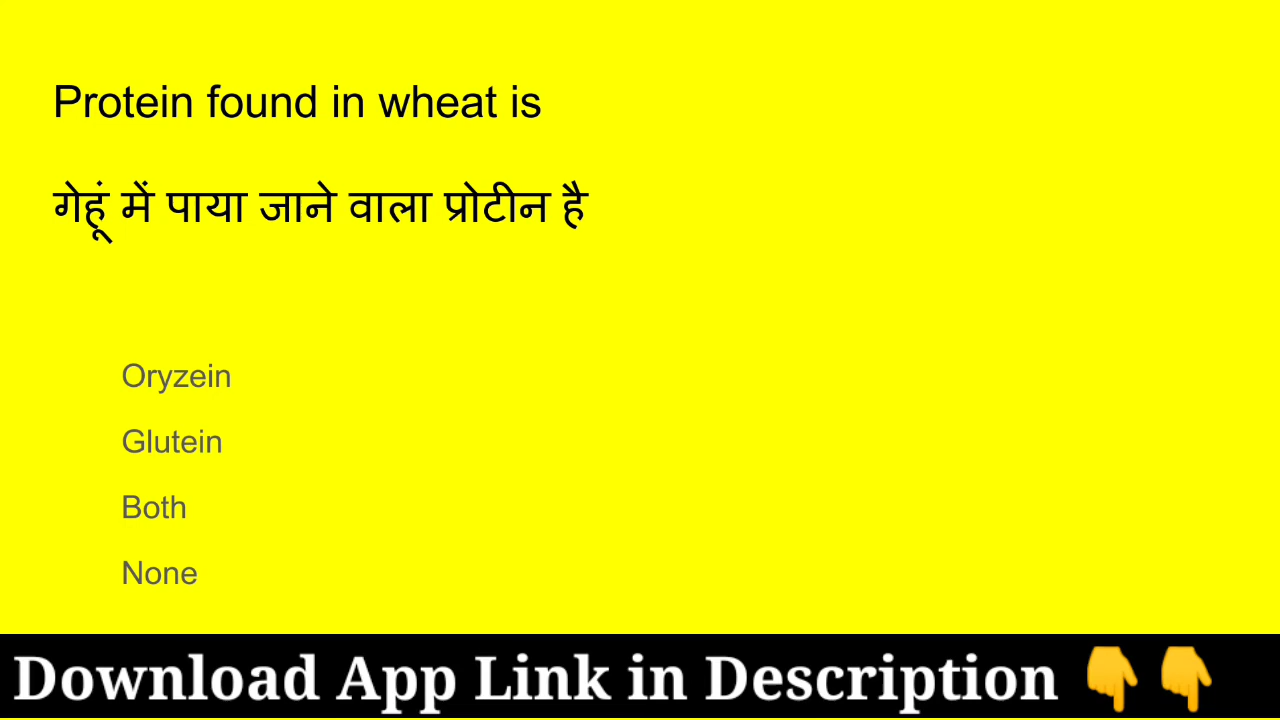 Protein found in wheat is
गेहूं में पाया जाने वाला प्रोटीन है
Oryzein
Glutein
Both
None
Download App Link in Description 👇👇